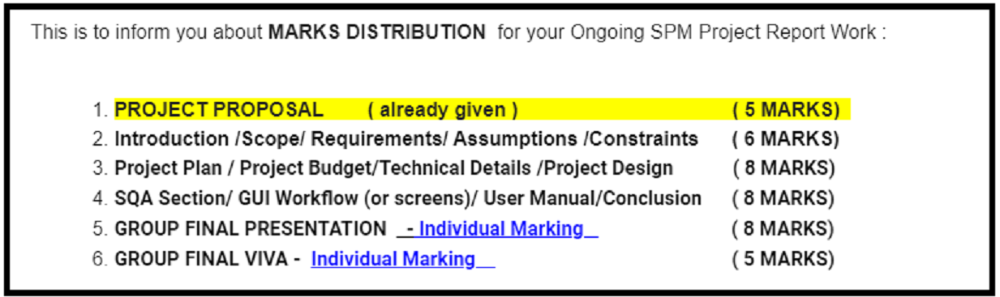 This is to inform you about MARKS DISTRIBUTION for your Ongoing SPM Project Report Work :
1. PROJECT PROPOSAL ( already given ) ( 5 MARKS)
2. Introduction /Scope/ Requirements/ Assumptions /Constraints ( 6 MARKS)
3. Project Plan / Project Budget/Technical Details /Project Design ( 8 MARKS)
4. SQA Section/ GUI Workflow (or screens)/ User Manual/Conclusion ( 8 MARKS)
5. GROUP FINAL PRESENTATION - Individual Marking ( 8 MARKS)
6. GROUP FINAL VIVA - Individual Marking ( 5 MARKS)